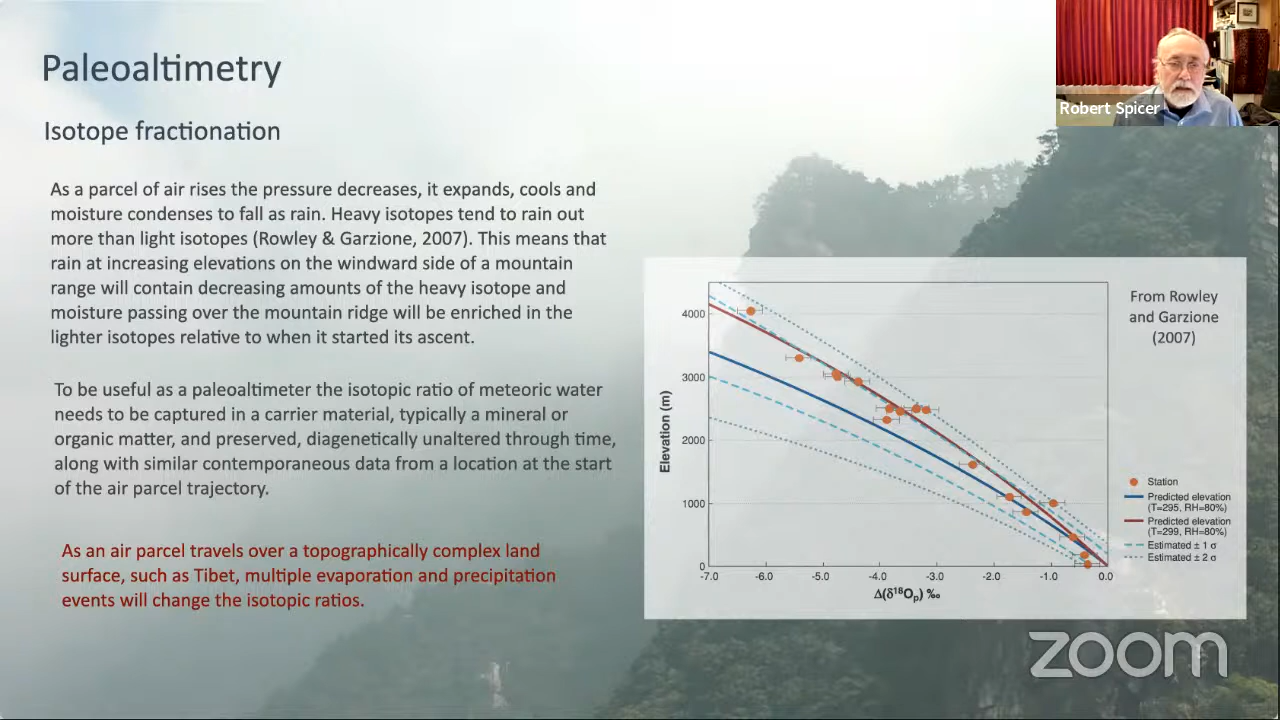 Paleoaltimetry
Robert Spicer
Isotope fractionation
As a parcel of air rises the pressure decreases, it expands, cools and
moisture condenses to fall as rain. Heavy isotopes tend to rain out
more than light isotopes (Rowley & Garzione, 2007). This means that
rain at increasing elevations on the windward side of a mountain
range will contain decreasing amounts of the heavy isotope and
moisture passing over the mountain ridge will be enriched in the
lighter isotopes relative to when it started its ascent.
To be useful as a paleoaltimeter the isotopic ratio of meteoric water
needs to be captured in a carrier material, typically a mineral or
organic matter, and preserved, diagenetically unaltered through time,
along with similar contemporaneous data from a location at the start
of the air parcel trajectory.
As an air parcel travels over a topographically complex land
surface, such as Tibet, multiple evaporation and precipitation
events will change the isotopic ratios.
From Rowley
and Garzione
(2007)
Elevation (m)
4000
3000
2000
1000
0
-7.0 -6.0 -5.0 -4.0 -3.0 -2.0 -1.0 0.0
Δ(δ¹⁸Oₚ) ‰
Station
Predicted elevation
(T=295, RH=80%)
Predicted elevation
(T=299, RH=80%)
Estimated ± 1 σ
Estimated ± 2 σ
zoom